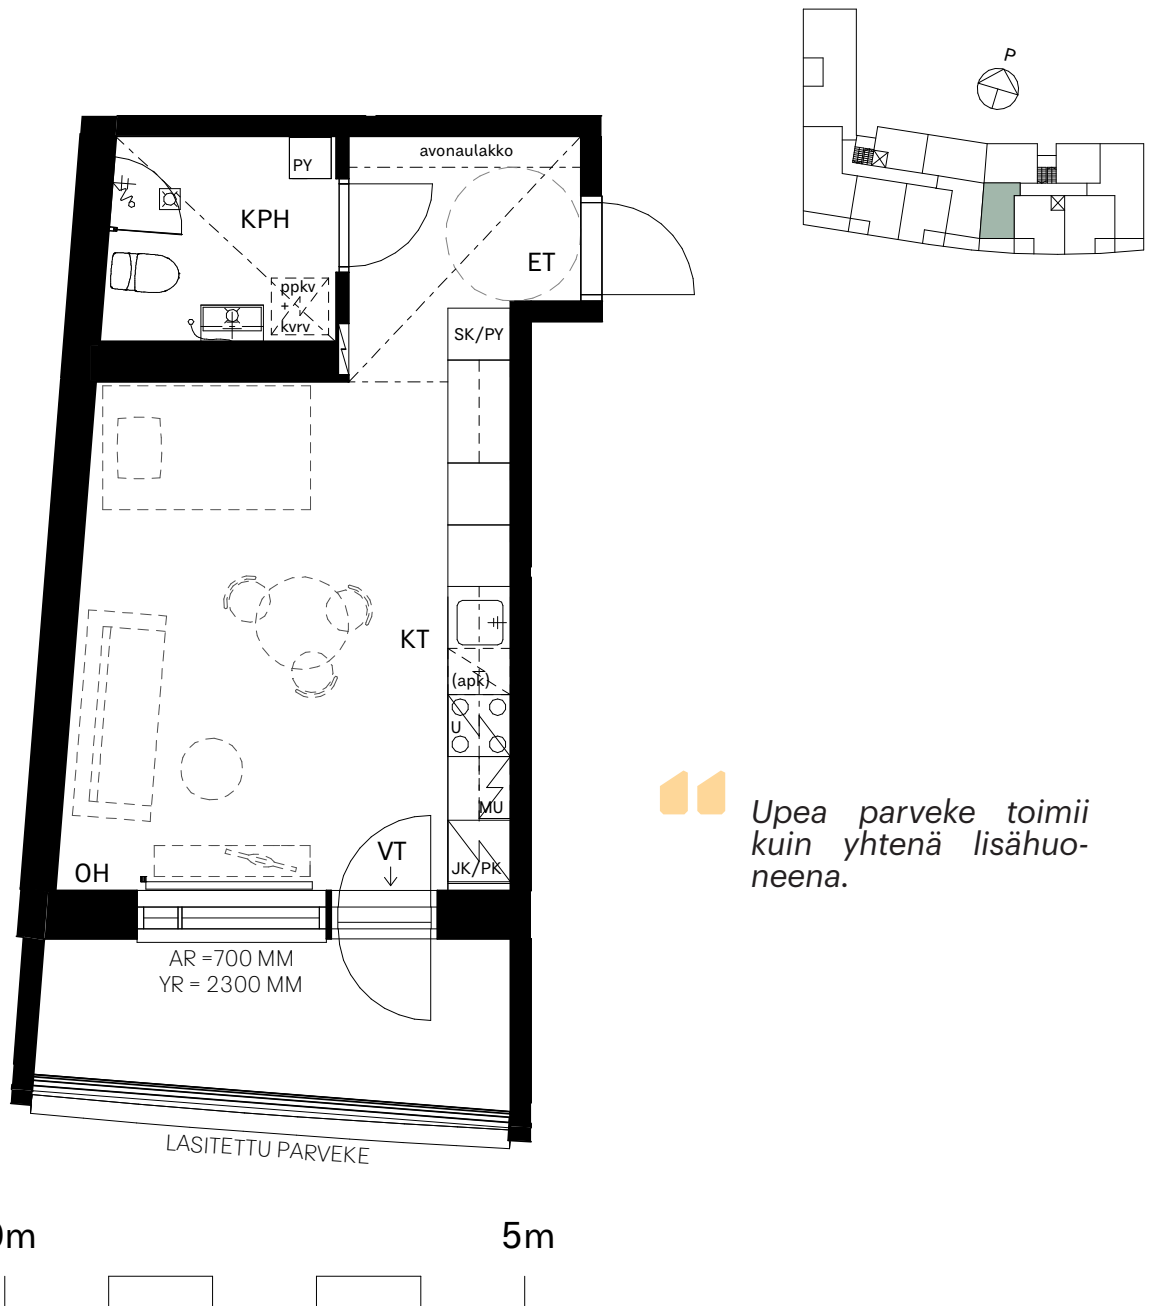 P
avonaulakko
PY
KPH
ET
ppkv
+
kvrv
SK/PY
KT
(apk)
U
MU
VT
JK/PK
OH
AR =700 MM
YR = 2300 MM
Upea parveke toimii
kuin yhtenä lisähuo-
neena.
LASITETTU PARVEKE
0m
5m